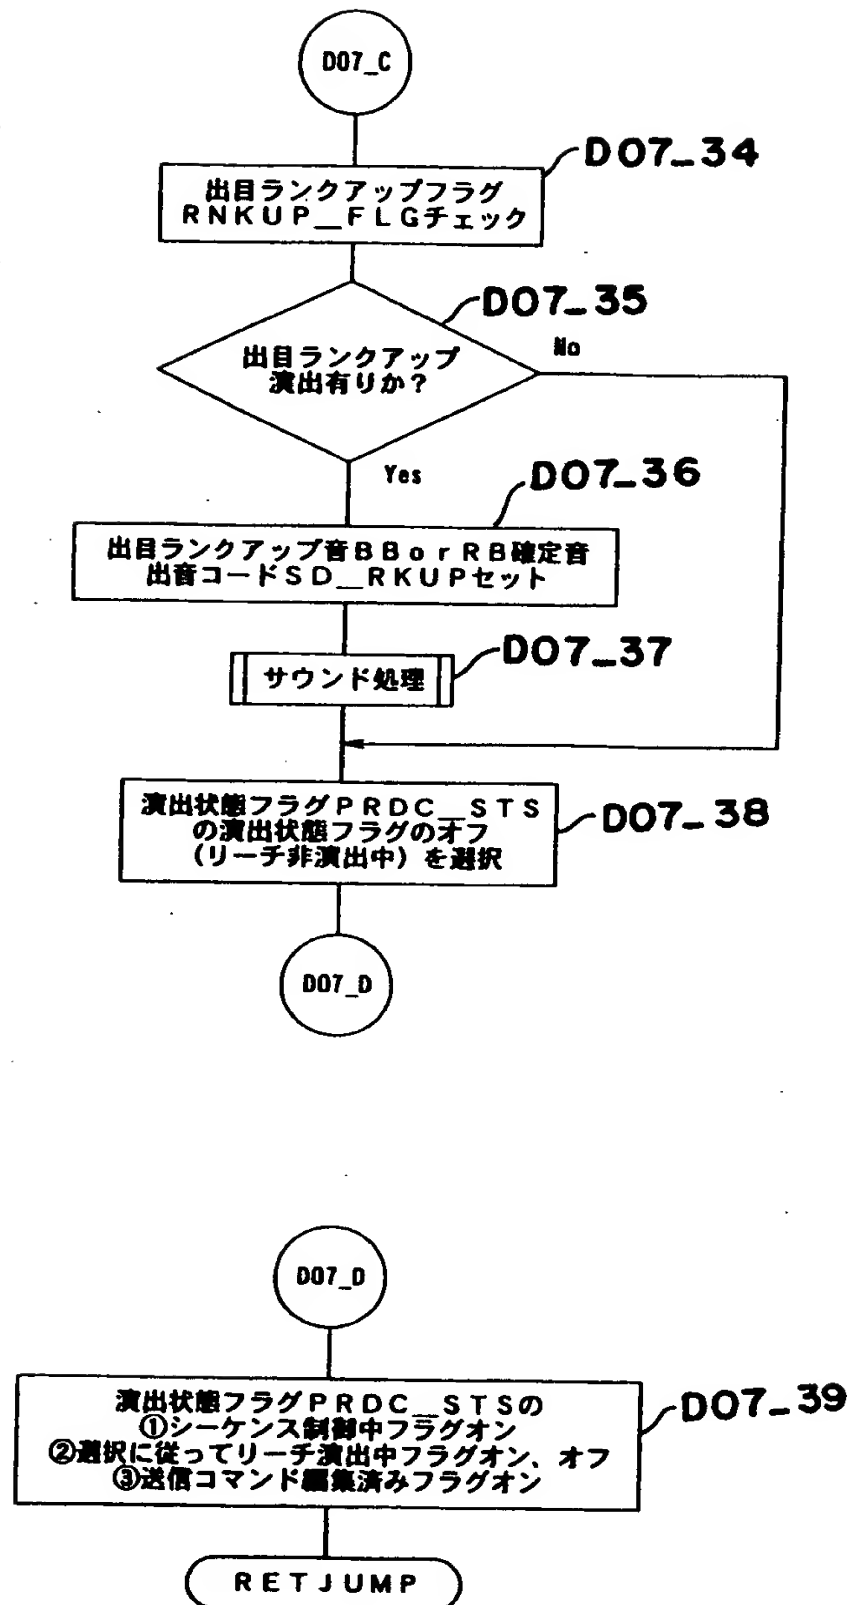 D07_C
D07_34
出目ランクアップフラグ
RNKUP__FLGチェック
D07_35
出目ランクアップ
演出有りか?
No
Yes
D07_36
出目ランクアップ音BBorRB確定音
出音コードSD__RKUPセット
D07_37
サウンド処理
演出状態フラグPRDC__STS
の演出状態フラグのオフ
(リーチ非演出中)を選択
D07_38
D07_D
D07_D
D07_39
演出状態フラグPRDC__STSの
①シーケンス制御中フラグオン
②選択に従ってリーチ演出中フラグオン、オフ
③送信コマンド編集済みフラグオン
RETJUMP